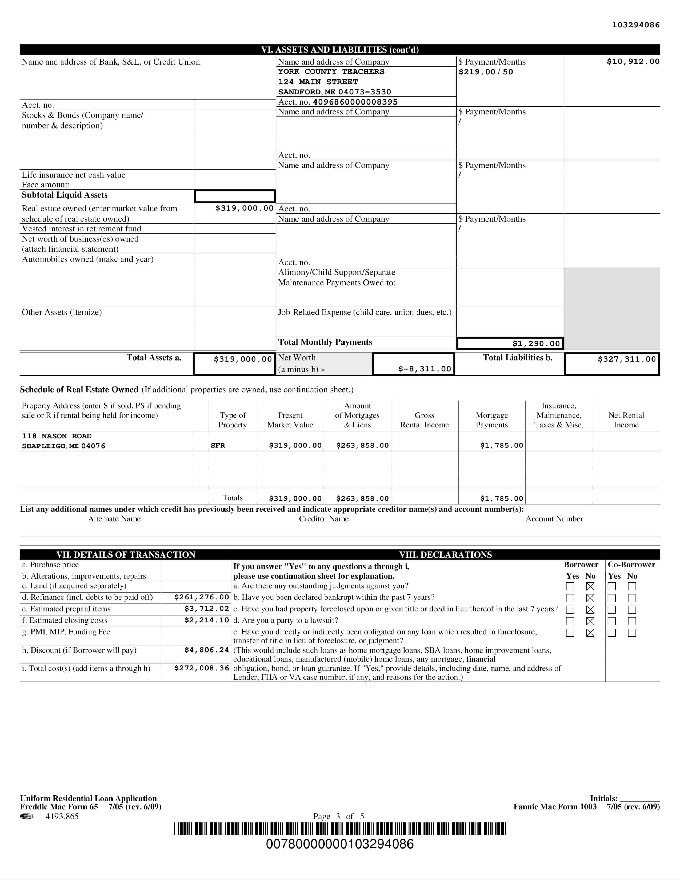 103294086
VI. ASSETS AND LIABILITIES (cont'd)
Name and address of Bank, S&L, or Credit Union
Name and address of Company
$ Payment/Months
$10,912.00
YORK COUNTY TEACHERS
$219.00/50
124 MAIN STREET
SANDFORD, ME 04073-3530
Acct. no.
Acct. no. 4096860000008395
Stocks & Bonds (Company name/
number & description)
Name and address of Company
$ Payment/Months
/
Acct. no.
Name and address of Company
$ Payment/Months
/
Life insurance net cash value
Face amount:
Subtotal Liquid Assets
Real estate owned (enter market value from
schedule of real estate owned)
$319,000.00
Acct. no.
Name and address of Company
$ Payment/Months
/
Vested interest in retirement fund
Net worth of business(es) owned
(attach financial statement)
Automobiles owned (make and year)
Acct. no.
Alimony/Child Support/Separate
Maintenance Payments Owed to:
Other Assets (itemize)
Job-Related Expense (child care, union dues, etc.)
Total Monthly Payments
$1,290.00
Total Assets a.
$319,000.00
Net Worth
(a minus b) »
$-8,311.00
Total Liabilities b.
$327,311.00
Schedule of Real Estate Owned (If additional properties are owned, use continuation sheet.)
Property Address (enter S if sold, PS if pending
sale or R if rental being held for income)
Type of
Property
Present
Market Value
Amount
of Mortgages
& Liens
Gross
Rental Income
Mortgage
Payments
Insurance,
Maintenance,
Taxes & Misc.
Net Rental
Income
118 MASON ROAD
SHAPLEIGH, ME 04076
SFR
$319,000.00
$263,858.00
$1,785.00
Totals
$319,000.00
$263,858.00
$1,785.00
List any additional names under which credit has previously been received and indicate appropriate creditor name(s) and account number(s):
Alternate Name
Creditor Name
Account Number
VII. DETAILS OF TRANSACTION
VIII. DECLARATIONS
a. Purchase price
If you answer "Yes" to any questions a through i,
please use continuation sheet for explanation.
Borrower
Co-Borrower
Yes No
Yes No
b. Alterations, improvements, repairs
c. Land (if acquired separately)
a. Are there any outstanding judgments against you?
d. Refinance (incl. debts to be paid off)
$261,276.00
b. Have you been declared bankrupt within the past 7 years?
e. Estimated prepaid items
$3,712.02
c. Have you had property foreclosed upon or given title or deed in lieu thereof in the last 7 years?
f. Estimated closing costs
$2,214.10
d. Are you a party to a lawsuit?
g. PMI, MIP, Funding Fee
e. Have you directly or indirectly been obligated on any loan which resulted in foreclosure,
transfer of title in lieu of foreclosure, or judgment?
h. Discount (if Borrower will pay)
$4,806.24
(This would include such loans as home mortgage loans, SBA loans, home improvement loans,
educational loans, manufactured (mobile) home loans, any mortgage, financial
i. Total cost(s) (add items a through h)
$272,008.36
obligation, bond, or loan guarantee. If "Yes," provide details, including date, name, and address of
Lender, FHA or VA case number, if any, and reasons for the action.)
Uniform Residential Loan Application
Freddie Mac Form 65 7/05 (rev. 6/09)
4193.865
Page 3 of 5
Initials:
Fannie Mae Form 1003 7/05 (rev. 6/09)
00780000000103294086